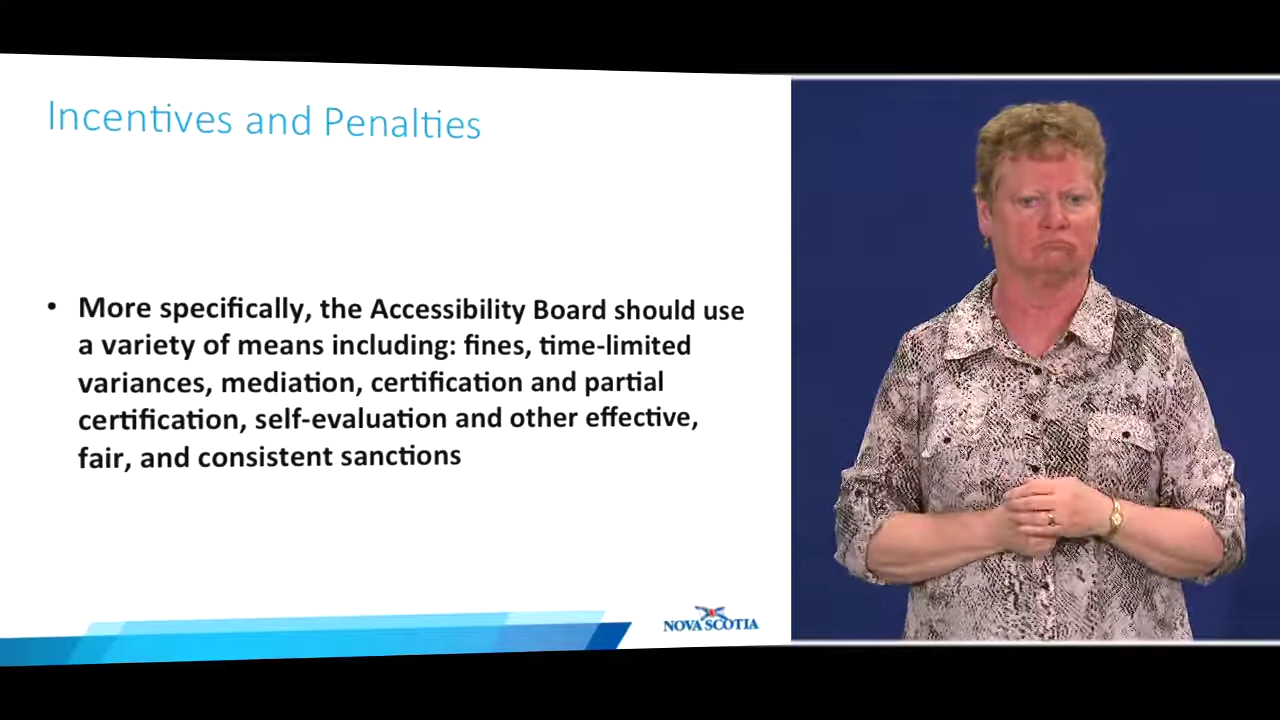 Incentives and Penalties
• More specifically, the Accessibility Board should use
a variety of means including: fines, time-limited
variances, mediation, certification and partial
certification, self-evaluation and other effective,
fair, and consistent sanctions
NOVA SCOTIA